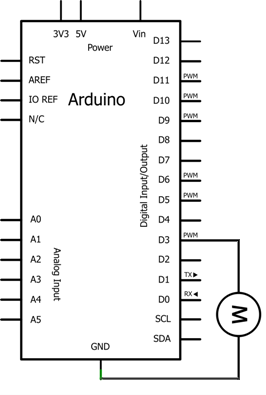 3V3 5V Vin
Power
Arduino
RST
AREF
IO REF
N/C
A0
A1
A2
A3
A4
A5
Analog Input
Digital Input/Output
D13
D12
D11 PWM
D10 PWM
D9 PWM
D8
D7
D6 PWM
D5 PWM
D4
D3 PWM
D2
D1 TX▶
D0 RX◀
SCL
SDA
GND
M